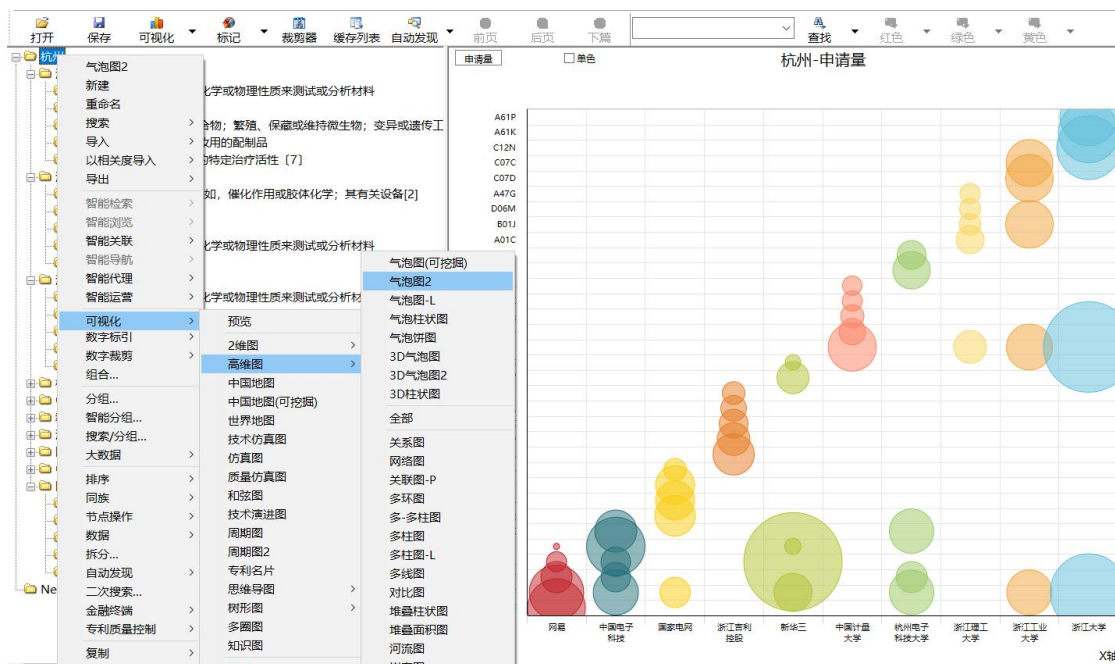 打开
保存
可视化
标记
裁剪器
缓存列表
自动发现
前页
后页
下篇
查找
红色
绿色
黄色
杭州
化学或物理性质来测试或分析材料
合物；繁殖、保藏或维持微生物；变异或遗传工
用的配制品
的特定治疗活性〔7〕
如，催化作用或胶体化学；其有关设备[2]
化学或物理性质来测试或分析材料
化学或物理性质来测试或分析材
Ne
气泡图2
新建
重命名
搜索
导入
以相关度导入
导出
智能检索
智能浏览
智能关联
智能导航
智能代理
智能运营
可视化
数字标引
数字裁剪
组合...
分组...
智能分组...
搜索/分组...
大数据
排序
同族
节点操作
数据
拆分...
自动发现
二次搜索...
金融终端
专利质量控制
复制
预览
2维图
高维图
中国地图
中国地图(可挖掘)
世界地图
技术仿真图
仿真图
质量仿真图
和弦图
技术演进图
周期图
周期图2
专利名片
思维导图
树形图
多圈图
知识图
气泡图(可挖掘)
气泡图2
气泡图-L
气泡柱状图
气泡饼图
3D气泡图
3D气泡图2
3D柱状图
全部
关系图
网络图
关联图-P
多环图
多-多柱图
多柱图
多柱图-L
多线图
对比图
堆叠柱状图
堆叠面积图
河流图
申请量
单色
杭州-申请量
A61P
A61K
C12N
C07C
C07D
A47G
D06M
B01J
A01C
网易
中国电子
科技
国家电网
浙江吉利
控股
新华三
中国计量
大学
杭州电子
科技大学
浙江理工
大学
浙江工业
大学
浙江大学
X轴